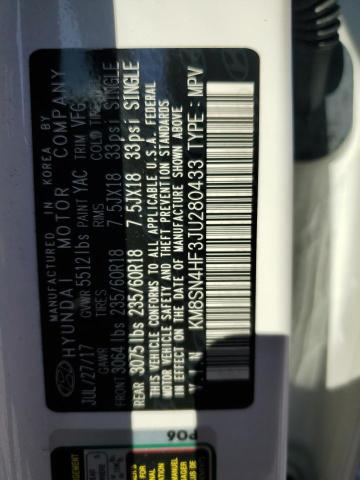 MANUFACTURED IN KOREA BY
HYUNDAI MOTOR COMPANY
JUL/27/17 GVWR 5512 lbs PAINT YAC TRIM VFG
GAWR TIRES RIMS COLD TIRE
FRONT 3064 lbs 235/60R18 7.5JX18 33psi SINGLE
REAR 3075 lbs 235/60R18 7.5JX18 33psi SINGLE
THIS VEHICLE CONFORMS TO ALL APPLICABLE U.S.A. FEDERAL
MOTOR VEHICLE SAFETY AND THEFT PREVENTION STANDARDS
IN EFFECT ON THE DATE OF MANUFACTURE SHOWN ABOVE.
V.I.N : KM8SN4HF3JU280433 TYPE : MPV
P06